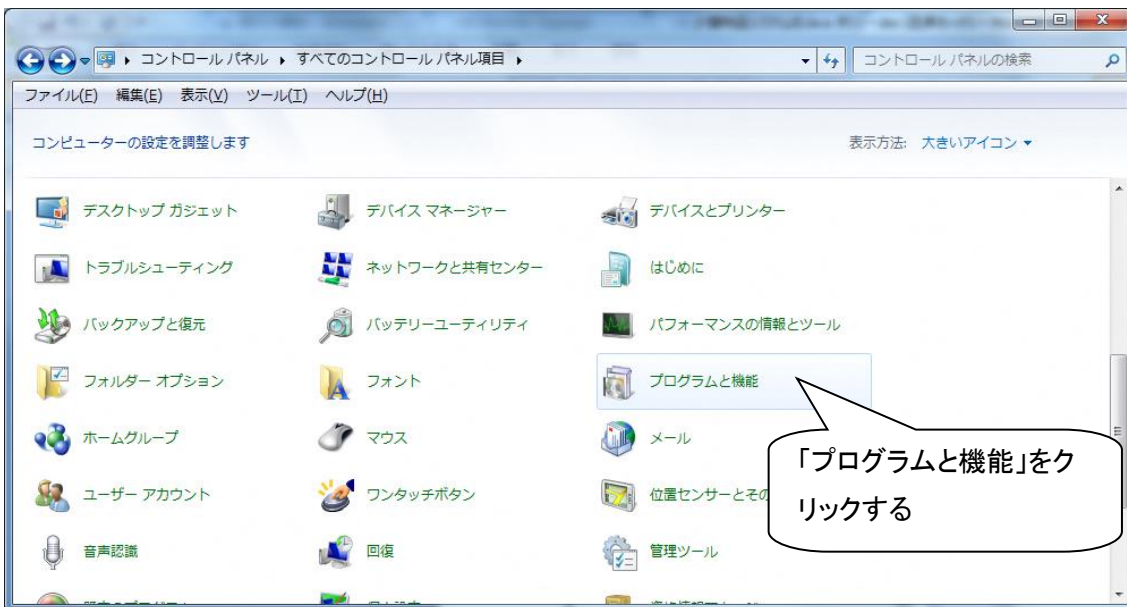 コントロール パネル ▸ すべてのコントロール パネル項目 ▸
コントロール パネルの検索
ファイル(F) 編集(E) 表示(V) ツール(T) ヘルプ(H)
コンピューターの設定を調整します
表示方法: 大きいアイコン
デスクトップ ガジェット
デバイス マネージャー
デバイスとプリンター
トラブルシューティング
ネットワークと共有センター
はじめに
バックアップと復元
バッテリーユーティリティ
パフォーマンスの情報とツール
フォルダー オプション
フォント
プログラムと機能
ホームグループ
マウス
メール
ユーザー アカウント
ワンタッチボタン
位置センサーとその
音声認識
回復
管理ツール
「プログラムと機能」をク
リックする